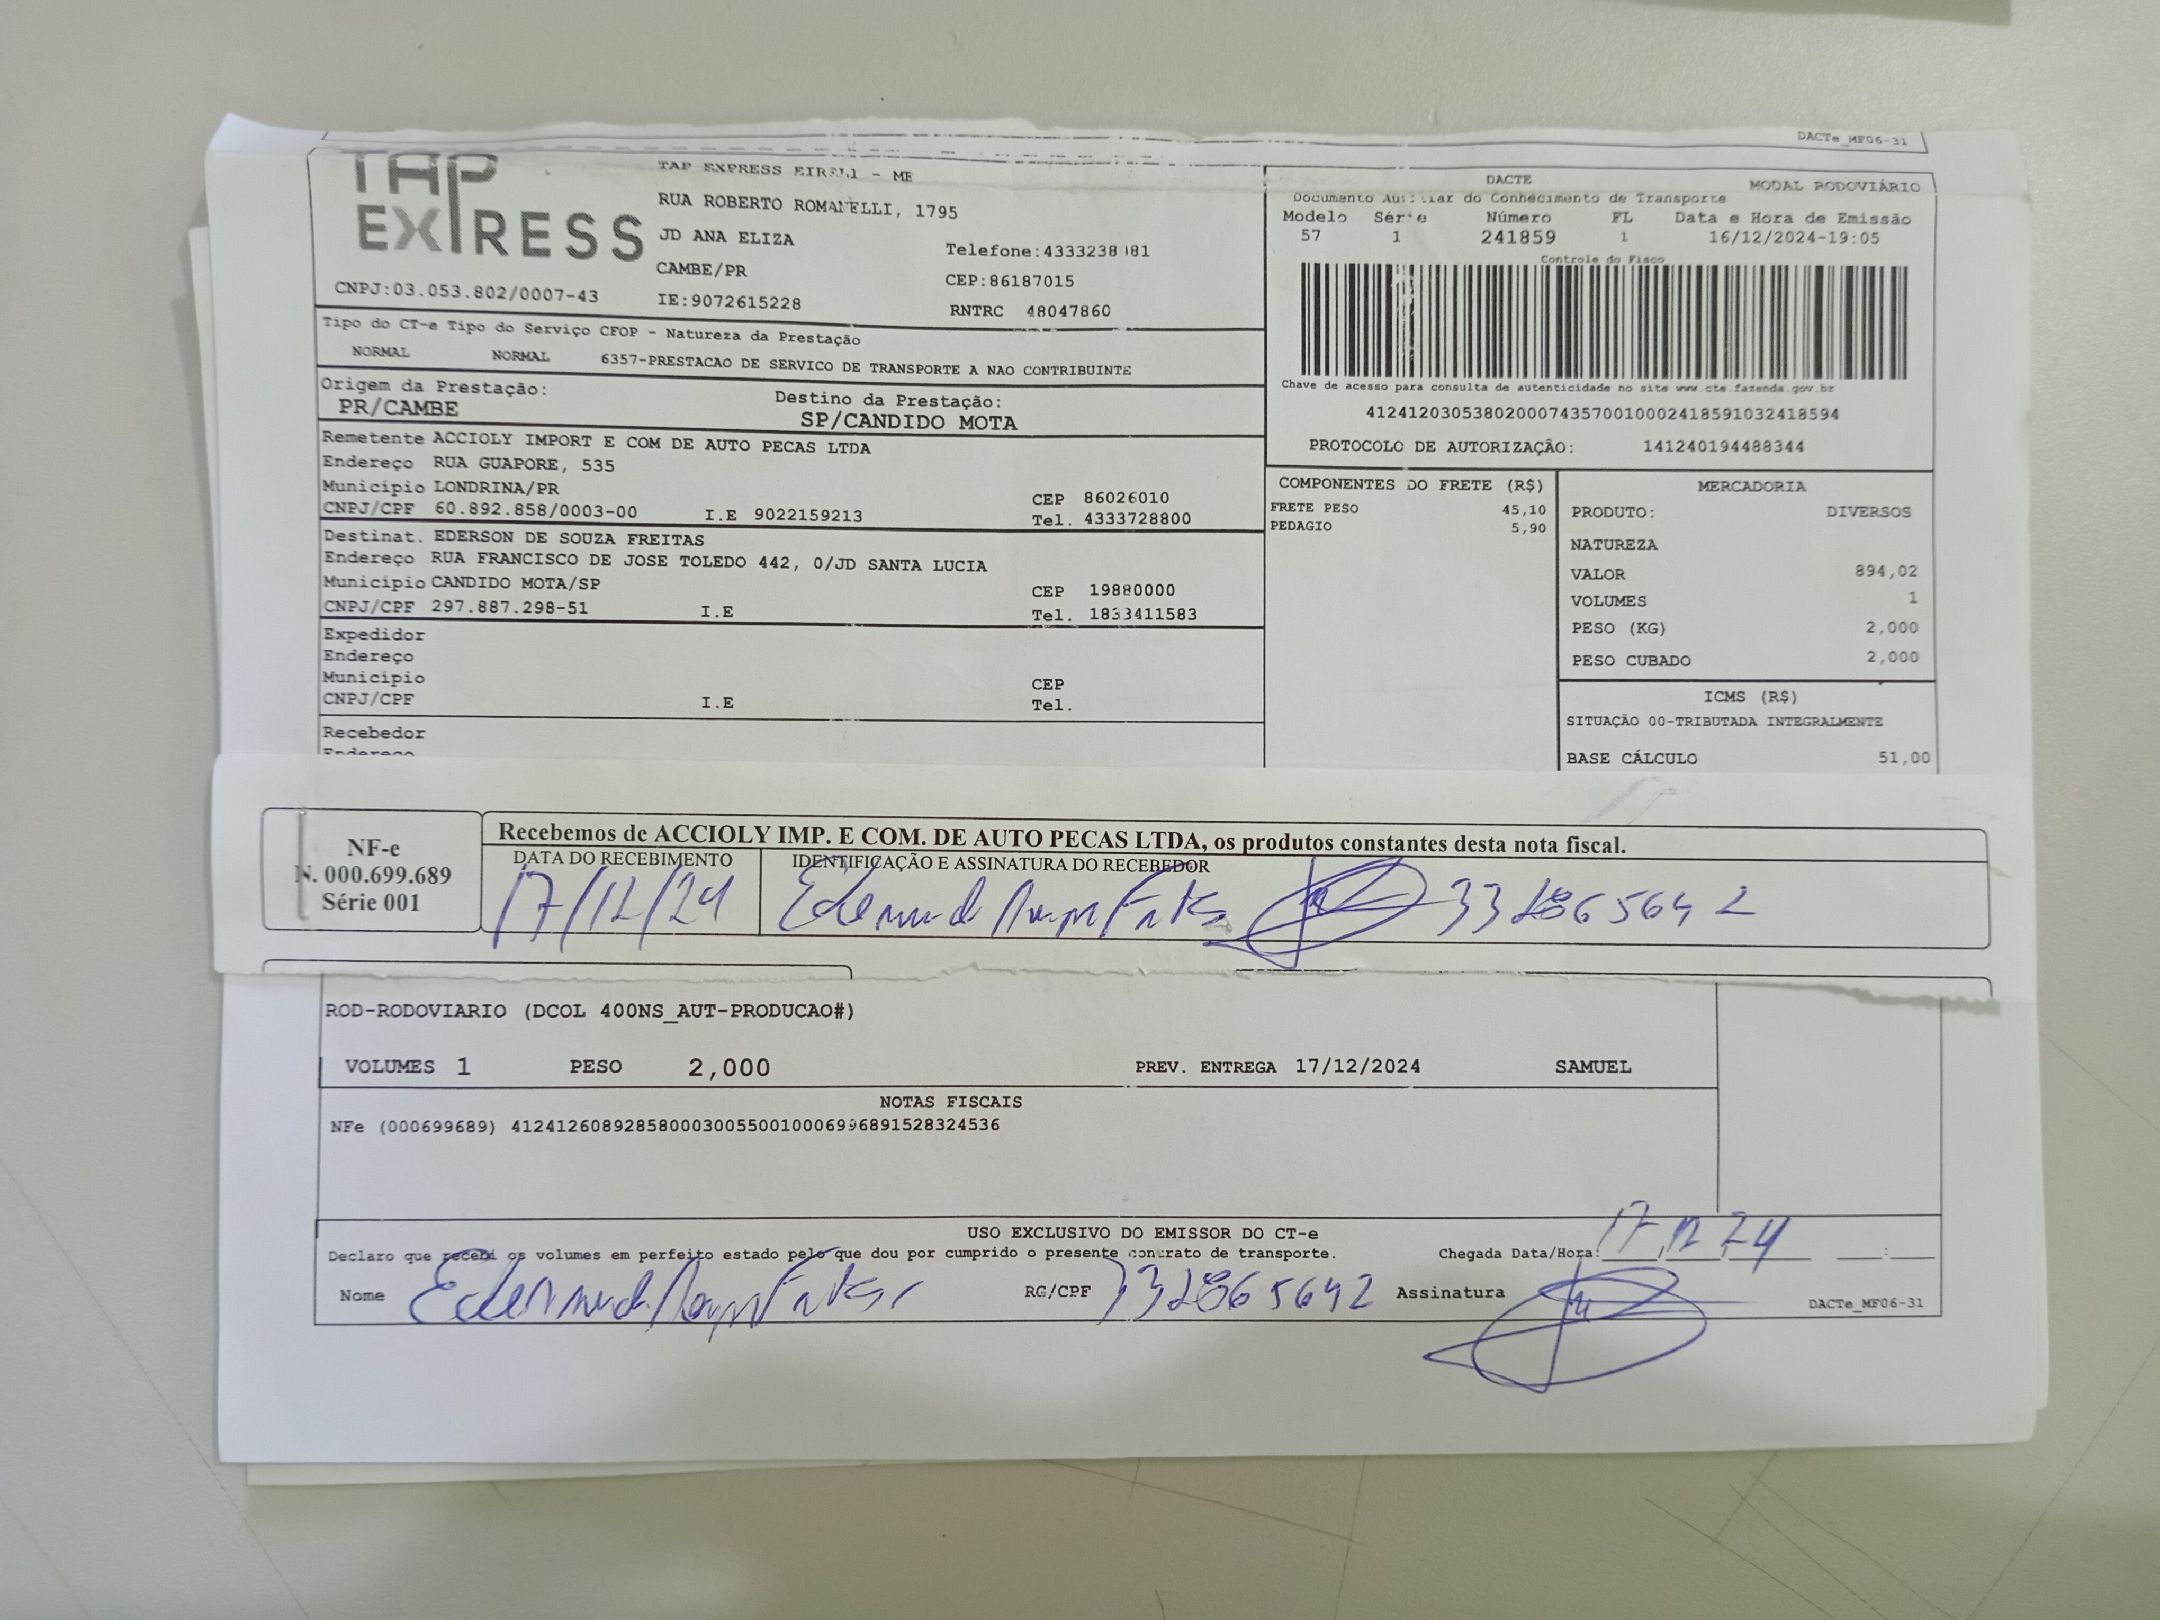 DACTe_MF06-31
TAP
EXPRESS
CNPJ:03.053.802/0007-43
TAP EXPRESS EIRELI - ME
RUA ROBERTO ROMANELLI, 1795
JD ANA ELIZA
CAMBE/PR
IE:9072615228
Telefone:4333238 81
CEP:86187015
RNTRC 48047860
DACTE
MODAL RODOVIÁRIO
Documento Auxiliar do Conhecimento de Transporte
Modelo Série Número FL Data e Hora de Emissão
57 1 241859 1 16/12/2024-19:05
Controle do Fisco
Chave de acesso para consulta de autenticidade no site www.cte.fazenda.gov.br
41241203053802000743570010002418591032418594
PROTOCOLO DE AUTORIZAÇÃO: 141240194488344
Tipo do CT-e Tipo do Serviço CFOP - Natureza da Prestação
NORMAL NORMAL 6357-PRESTACAO DE SERVICO DE TRANSPORTE A NAO CONTRIBUINTE
Origem da Prestação: Destino da Prestação:
PR/CAMBE SP/CANDIDO MOTA
Remetente ACCIOLY IMPORT E COM DE AUTO PECAS LTDA
Endereço RUA GUAPORE, 535
Município LONDRINA/PR CEP 86026010
CNPJ/CPF 60.892.858/0003-00 I.E 9022159213 Tel. 4333728800
Destinat. EDERSON DE SOUZA FREITAS
Endereço RUA FRANCISCO DE JOSE TOLEDO 442, 0/JD SANTA LUCIA
Município CANDIDO MOTA/SP CEP 19880000
CNPJ/CPF 297.887.298-51 I.E Tel. 1833411583
Expedidor
Endereço
Município CEP
CNPJ/CPF I.E Tel.
Recebedor
Endereço
COMPONENTES DO FRETE (R$)
FRETE PESO 45,10
PEDAGIO 5,90
MERCADORIA
PRODUTO: DIVERSOS
NATUREZA
VALOR 894,02
VOLUMES 1
PESO (KG) 2,000
PESO CUBADO 2,000
ICMS (R$)
SITUAÇÃO 00-TRIBUTADA INTEGRALMENTE
BASE CÁLCULO 51,00
NF-e
N. 000.699.689
Série 001
Recebemos de ACCIOLY IMP. E COM. DE AUTO PECAS LTDA, os produtos constantes desta nota fiscal.
DATA DO RECEBIMENTO IDENTIFICAÇÃO E ASSINATURA DO RECEBEDOR
17/12/24 332865642
ROD-RODOVIARIO (DCOL 400NS_AUT-PRODUCAO#)
VOLUMES 1 PESO 2,000 PREV. ENTREGA 17/12/2024 SAMUEL
NOTAS FISCAIS
NFe (000699689) 41241260892858000300550010006996891528324536
USO EXCLUSIVO DO EMISSOR DO CT-e
Declaro que recebi os volumes em perfeito estado pelo que dou por cumprido o presente contrato de transporte. Chegada Data/Hora: 17 12 24
Nome RG/CPF 332865642 Assinatura
DACTe_MF06-31